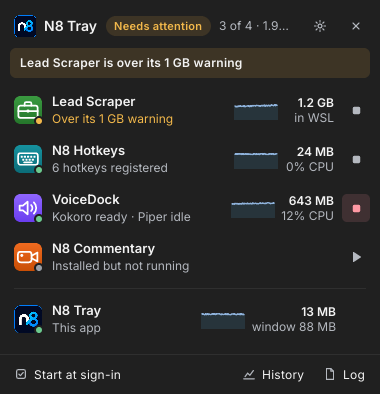 n8 N8 Tray Needs attention 3 of 4 · 1.9...
Lead Scraper is over its 1 GB warning
Lead Scraper 1.2 GB
Over its 1 GB warning in WSL
N8 Hotkeys 24 MB
6 hotkeys registered 0% CPU
VoiceDock 643 MB
Kokoro ready · Piper idle 12% CPU
N8 Commentary
Installed but not running
n8 N8 Tray 13 MB
This app window 88 MB
Start at sign-in History Log